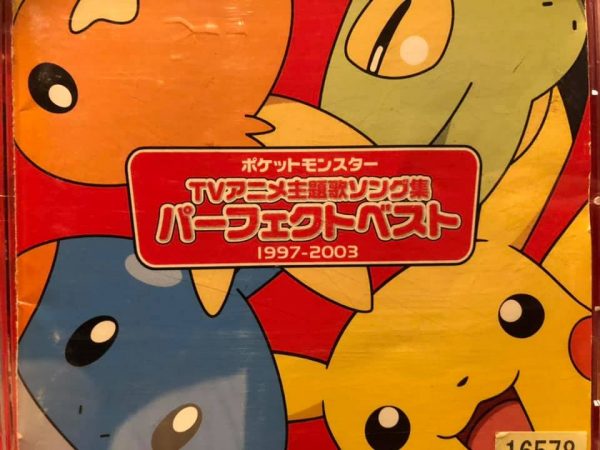 ポケットモンスター
TVアニメ主題歌ソング集
パーフェクトベスト
1997-2003
16578